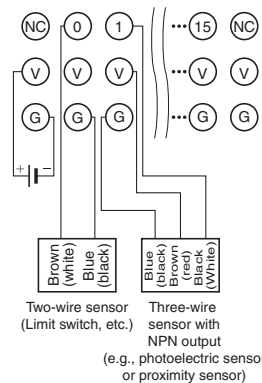 NC 0 1 ••• 15 NC
V V V ••• V V
G G G ••• G G
+ −
Brown
(white)
Blue
(black)
Blue
(black)
Brown
(red)
Black
(White)
Two-wire sensor
(Limit switch, etc.)
Three-wire
sensor with
NPN output
(e.g., photoelectric sensor
or proximity sensor)